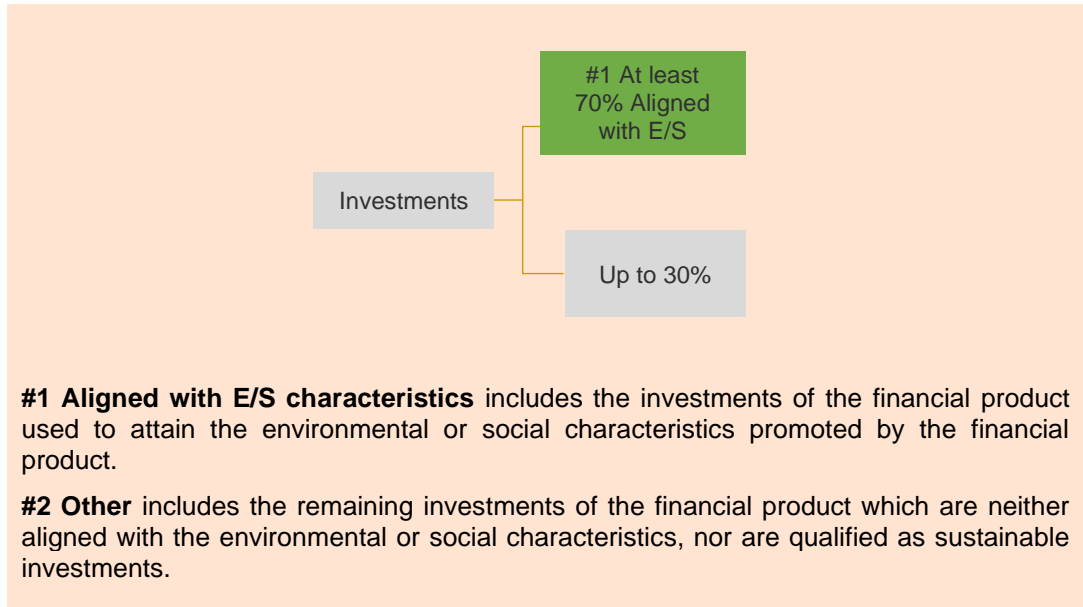 #1 At least
70% Aligned
with E/S
Investments
Up to 30%
#1 Aligned with E/S characteristics includes the investments of the financial product
used to attain the environmental or social characteristics promoted by the financial
product.
#2 Other includes the remaining investments of the financial product which are neither
aligned with the environmental or social characteristics, nor are qualified as sustainable
investments.